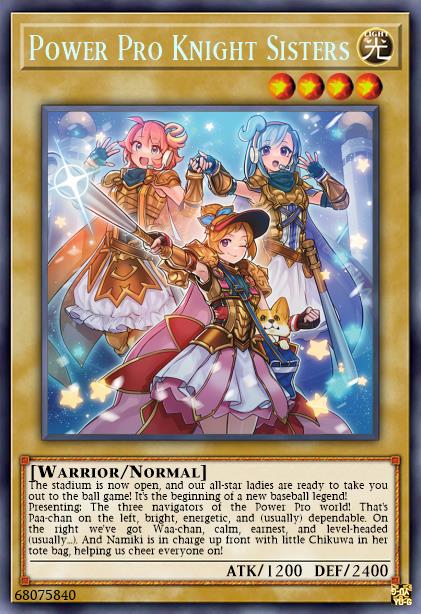 Power Pro Knight Sisters
LIGHT
光
[Warrior/Normal]
The stadium is now open, and our all-star ladies are ready to take you
out to the ball game! It's the beginning of a new baseball legend!
Presenting: The three navigators of the Power Pro world! That's
Paa-chan on the left, bright, energetic, and (usually) dependable. On
the right we've got Waa-chan, calm, earnest, and level-headed
(usually...). And Namiki is in charge up front with little Chikuwa in her
tote bag, helping us cheer everyone on!
ATK/1200 DEF/2400
68075840